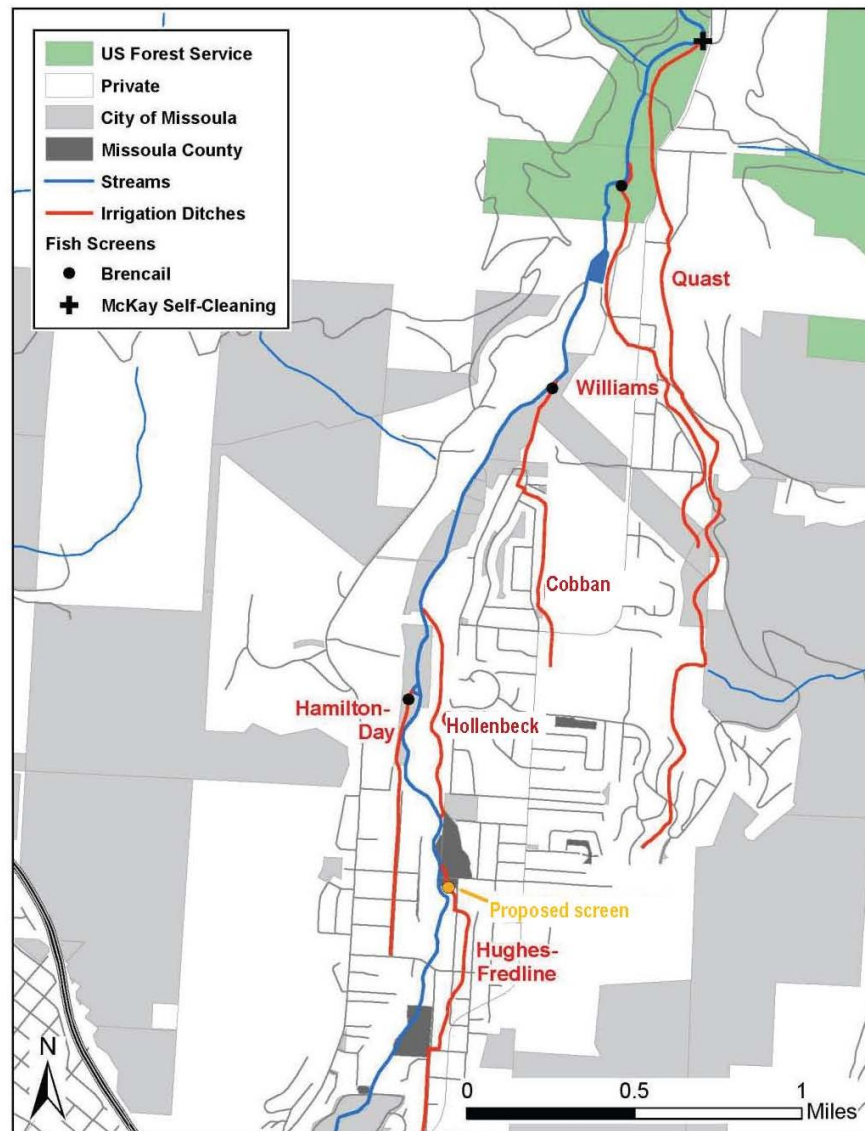 US Forest Service
Private
City of Missoula
Missoula County
Streams
Irrigation Ditches
Fish Screens
Brencail
McKay Self-Cleaning
Quast
Williams
Cobban
Hamilton-
Day
Hollenbeck
Proposed screen
Hughes-
Fredline
N
0 0.5 1
Miles